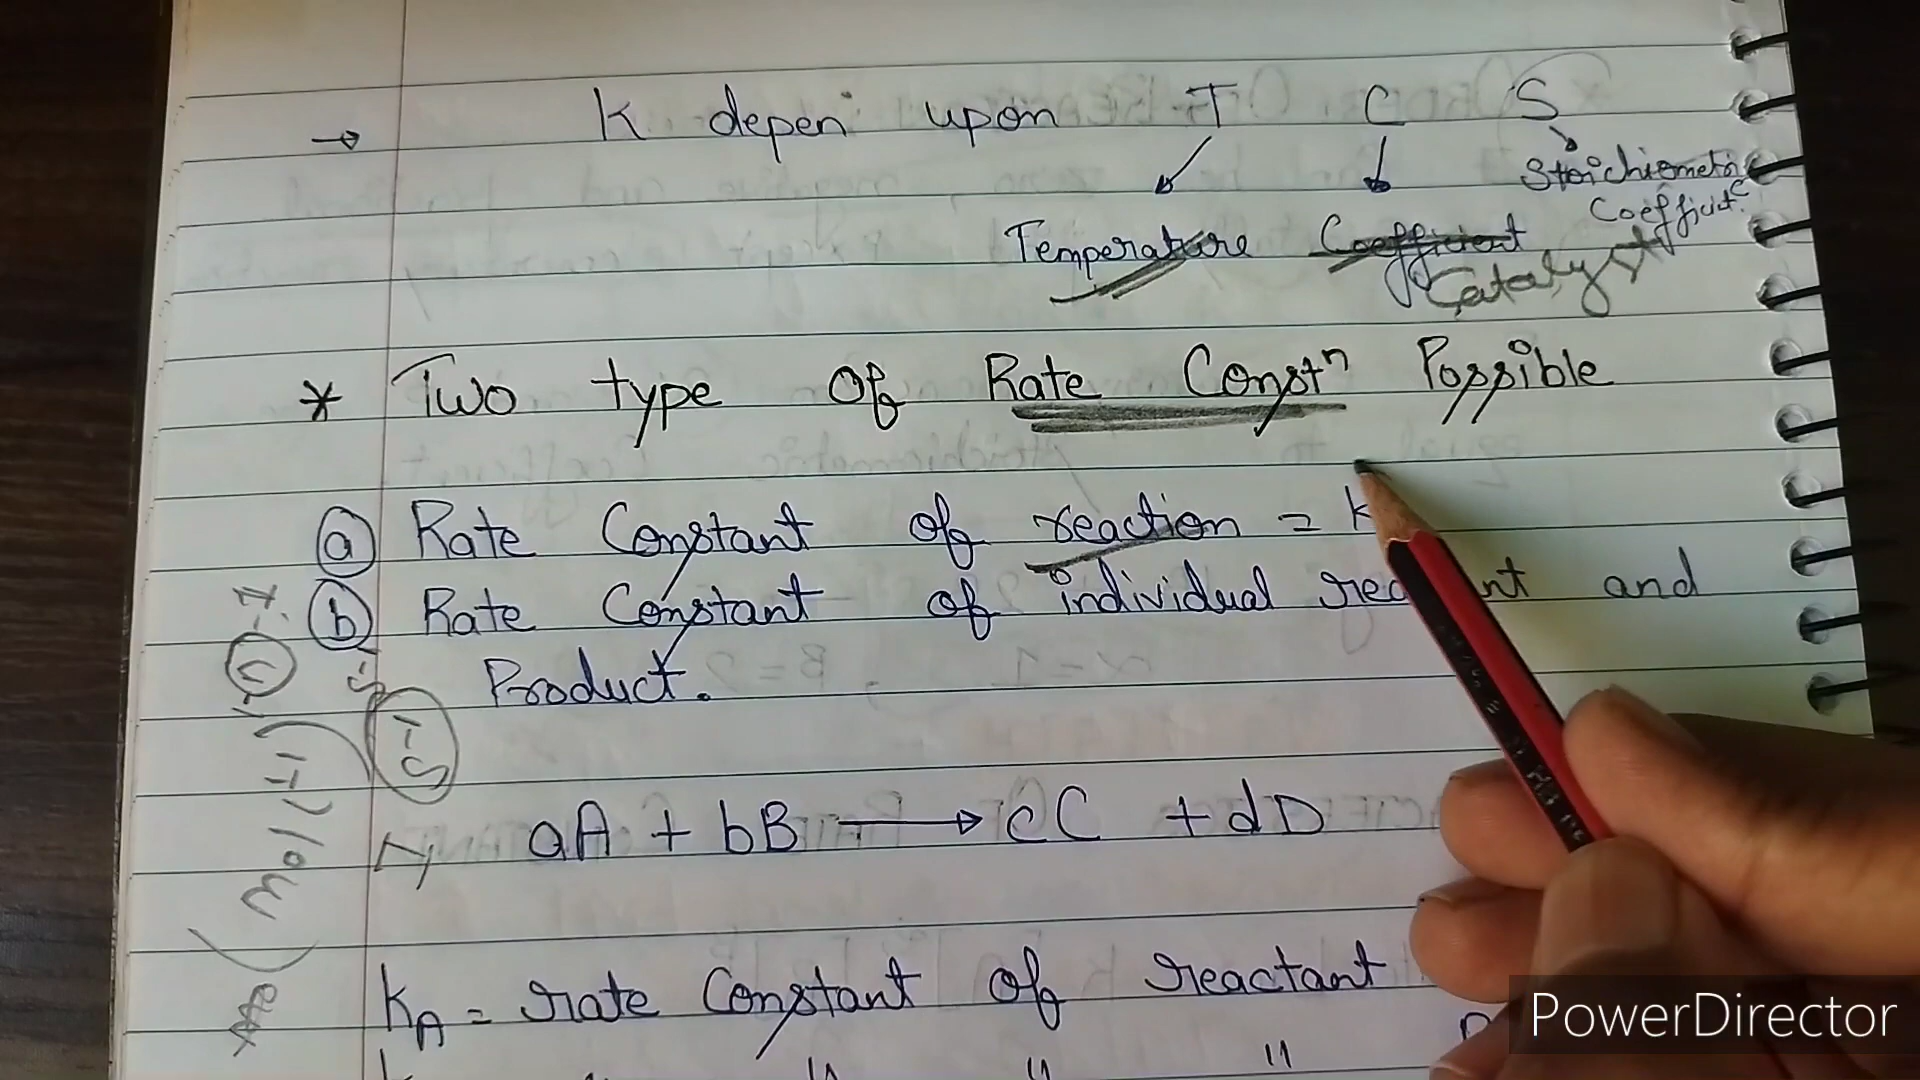 → K depen upon T C S
Stoichiometric
Coefficient
Temperature Coefficient
Catalyst
* Two type of Rate Constn Possible
(a) Rate Constant of reaction = K
(b) Rate Constant of individual reactant and
Product.
aA + bB → cC + dD
KA = rate Constant of reactant
" " "
PowerDirector